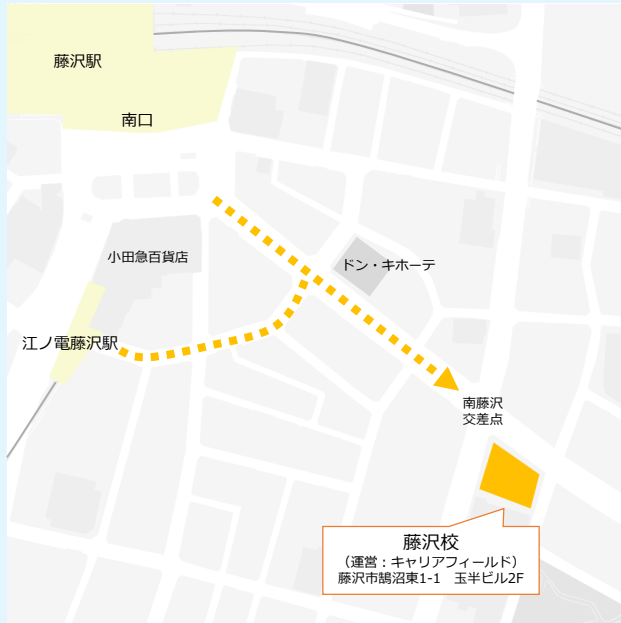 藤沢駅
南口
小田急百貨店
ドン・キホーテ
江ノ電藤沢駅
南藤沢
交差点
藤沢校
（運営：キャリアフィールド）
藤沢市鵠沼東1-1　玉半ビル2F